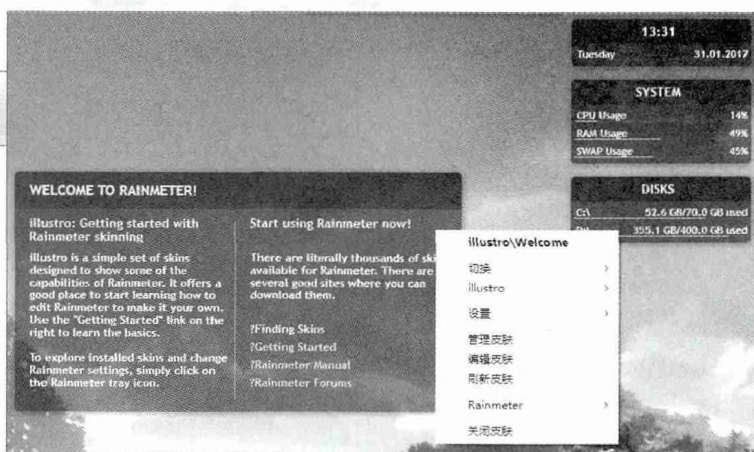 13:31
Tuesday 31.01.2017
SYSTEM
CPU Usage 14%
RAM Usage 49%
SWAP Usage 45%
DISKS
C:\ 52.6 GB/70.0 GB used
355.1 GB/400.0 GB used
WELCOME TO RAINMETER!
illustro: Getting started with
Rainmeter skinning
illustro is a simple set of skins
designed to show some of the
capabilities of Rainmeter. It offers a
good place to start learning how to
edit Rainmeter to make it your own.
Use the "Getting Started" link on the
right to learn the basics.
To explore installed skins and change
Rainmeter settings, simply click on
the Rainmeter tray icon.
Start using Rainmeter now!
There are literally thousands of
available for Rainmeter. There are
several good sites where you can
download them.
?Finding Skins
?Getting Started
?Rainmeter Manual
?Rainmeter Forums
illustro\Welcome
切换
illustro
设置
管理皮肤
编辑皮肤
刷新皮肤
Rainmeter
关闭皮肤